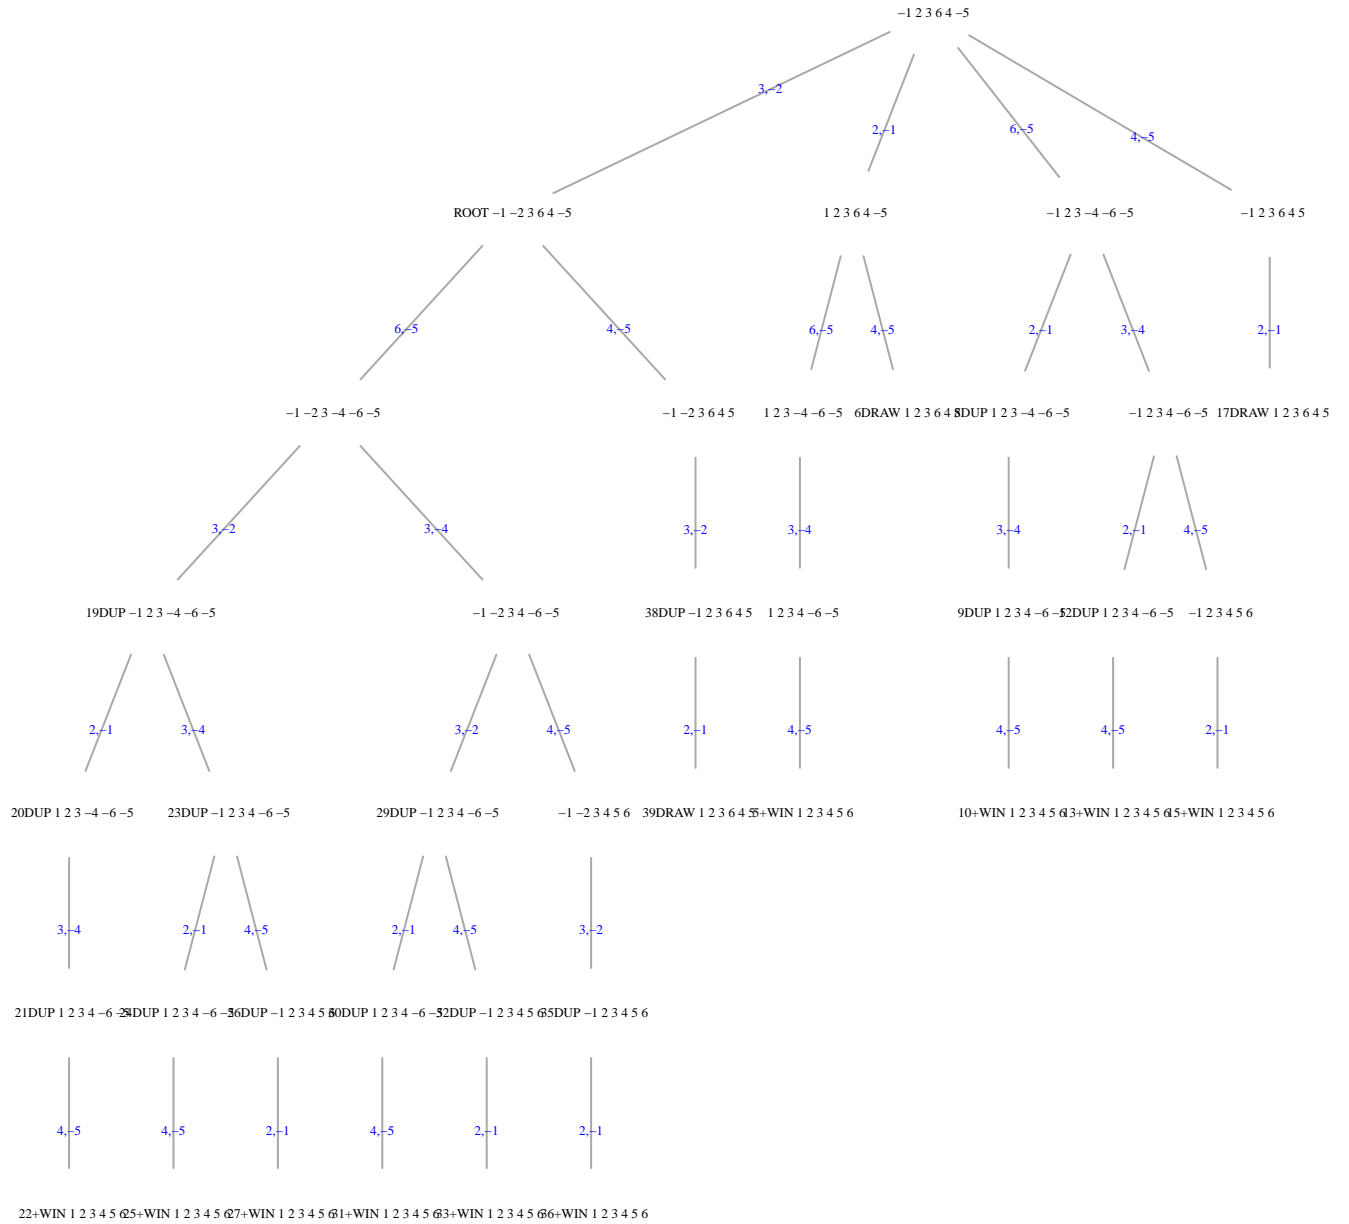 −1 2 3 6 4 −5
3,−2
2,−1
6,−5
4,−5
ROOT −1 −2 3 6 4 −5
1 2 3 6 4 −5
−1 2 3 −4 −6 −5
−1 2 3 6 4 5
6,−5
4,−5
6,−5
4,−5
2,−1
3,−4
2,−1
−1 −2 3 −4 −6 −5
−1 −2 3 6 4 5
1 2 3 −4 −6 −5
6DRAW 1 2 3 6 4 5
8DUP 1 2 3 −4 −6 −5
−1 2 3 4 −6 −5
17DRAW 1 2 3 6 4 5
3,−2
3,−4
3,−2
3,−4
3,−4
2,−1
4,−5
19DUP −1 2 3 −4 −6 −5
−1 −2 3 4 −6 −5
38DUP −1 2 3 6 4 5
1 2 3 4 −6 −5
9DUP 1 2 3 4 −6 −5
12DUP 1 2 3 4 −6 −5
−1 2 3 4 5 6
2,−1
3,−4
3,−2
4,−5
2,−1
4,−5
4,−5
4,−5
2,−1
20DUP 1 2 3 −4 −6 −5
23DUP −1 2 3 4 −6 −5
29DUP −1 2 3 4 −6 −5
−1 −2 3 4 5 6
39DRAW 1 2 3 6 4 5
5+WIN 1 2 3 4 5 6
10+WIN 1 2 3 4 5 6
13+WIN 1 2 3 4 5 6
15+WIN 1 2 3 4 5 6
3,−4
2,−1
4,−5
2,−1
4,−5
3,−2
21DUP 1 2 3 4 −6 −5
24DUP 1 2 3 4 −6 −5
26DUP −1 2 3 4 5 6
30DUP 1 2 3 4 −6 −5
32DUP −1 2 3 4 5 6
35DUP −1 2 3 4 5 6
4,−5
4,−5
2,−1
4,−5
2,−1
2,−1
22+WIN 1 2 3 4 5 6
25+WIN 1 2 3 4 5 6
27+WIN 1 2 3 4 5 6
31+WIN 1 2 3 4 5 6
33+WIN 1 2 3 4 5 6
36+WIN 1 2 3 4 5 6